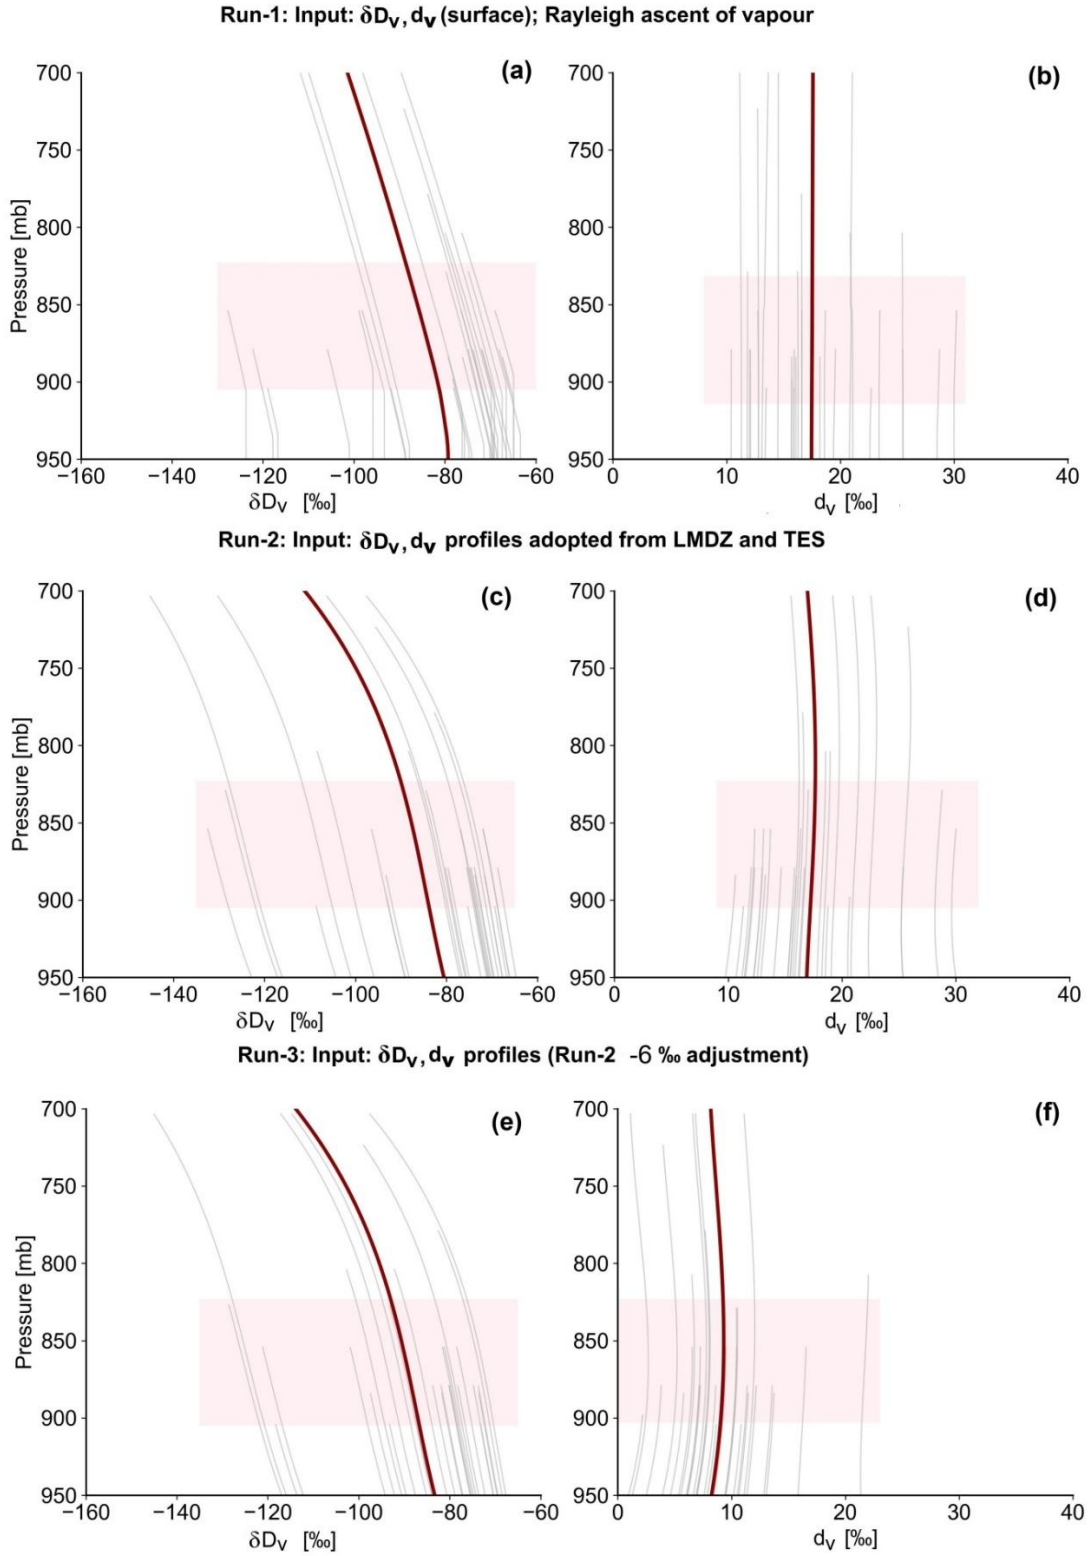 Run-1: Input: δDᵥ, dᵥ (surface); Rayleigh ascent of vapour
(a)
(b)
700
750
800
850
900
950
Pressure [mb]
−160 −140 −120 −100 −80 −60
δDᵥ [‰]
700
750
800
850
900
950
0 10 20 30 40
dᵥ [‰]
Run-2: Input: δDᵥ, dᵥ profiles adopted from LMDZ and TES
(c)
(d)
700
750
800
850
900
950
Pressure [mb]
−160 −140 −120 −100 −80 −60
δDᵥ [‰]
700
750
800
850
900
950
0 10 20 30 40
dᵥ [‰]
Run-3: Input: δDᵥ, dᵥ profiles (Run-2 -6 ‰ adjustment)
(e)
(f)
700
750
800
850
900
950
Pressure [mb]
−160 −140 −120 −100 −80 −60
δDᵥ [‰]
700
750
800
850
900
950
0 10 20 30 40
dᵥ [‰]